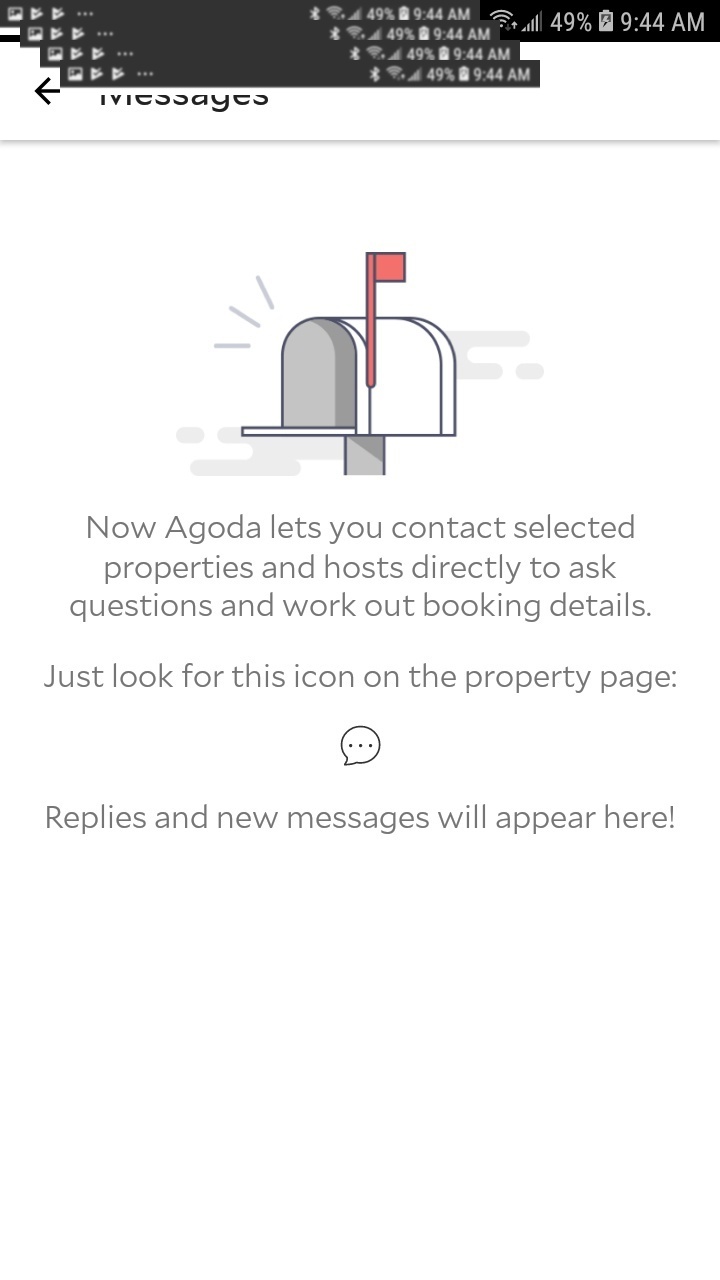 49% 9:44 AM
49% 9:44 AM
49% 9:44 AM
49% 9:44 AM
49% 9:44 AM
Messages
Now Agoda lets you contact selected
properties and hosts directly to ask
questions and work out booking details.
Just look for this icon on the property page:
Replies and new messages will appear here!